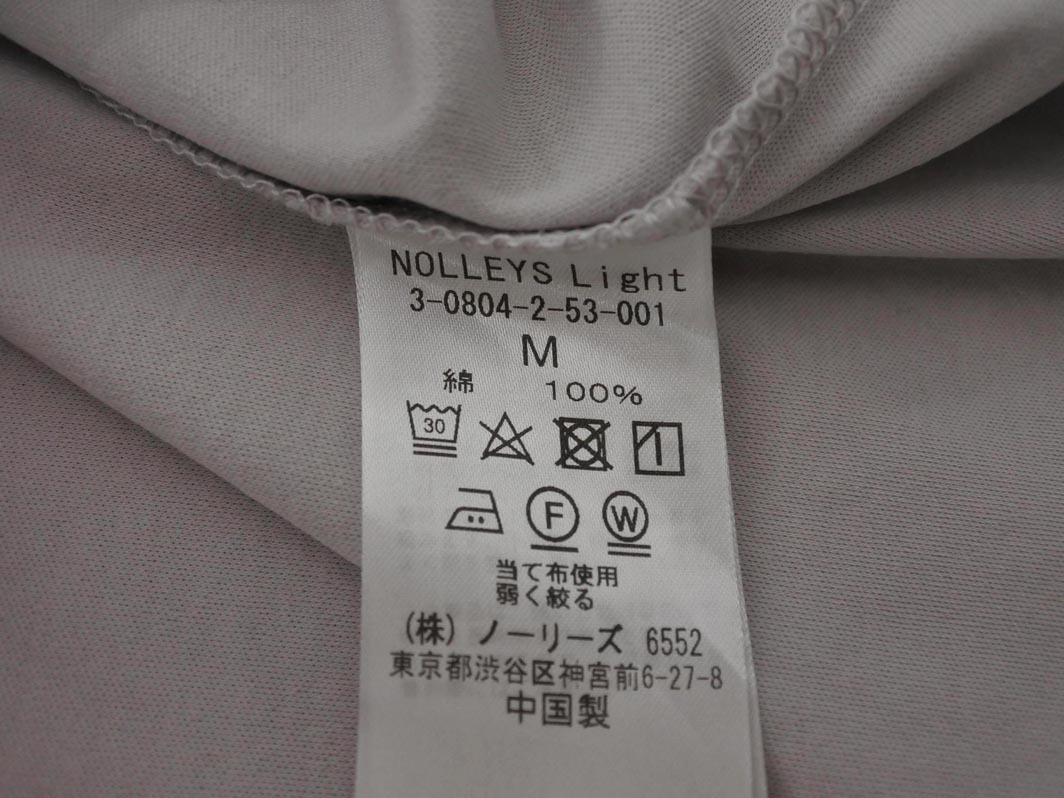 NOLLEYS Light
3-0804-2-53-001
M
綿 100%
30
F W
当て布使用
弱く絞る
(株) ノーリーズ 6552
東京都渋谷区神宮前6-27-8
中国製